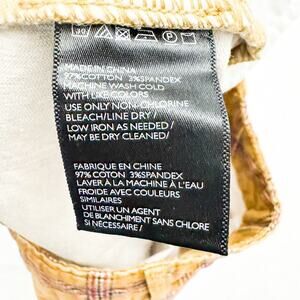 MADE IN CHINA
97% COTTON 3%SPANDEX
MACHINE WASH COLD
WITH LIKE COLORS
USE ONLY NON-CHLORINE
BLEACH/LINE DRY
LOW IRON AS NEEDED/
MAY BE DRY CLEANED/
FABRIQUE EN CHINE
97% COTON 3%SPANDEX
LAVER À LA MACHINE À L'EAU
FROIDE AVEC COULEURS
SIMILAIRES
UTILISER UN AGENT
DE BLANCHIMENT SANS CHLORE
SI NÉCESSAIRE /